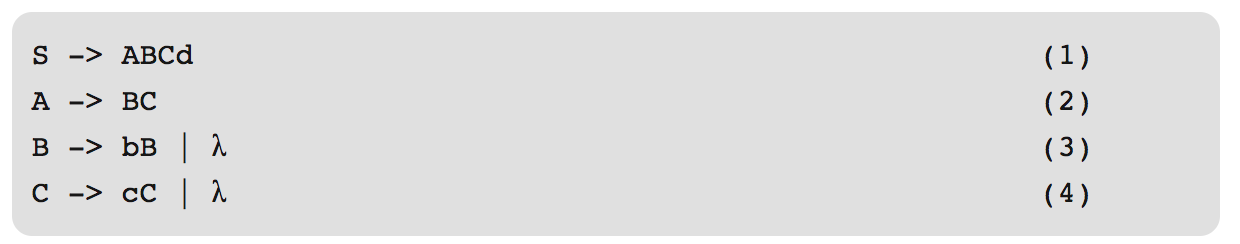 S -> ABCd (1)
A -> BC (2)
B -> bB | λ (3)
C -> cC | λ (4)